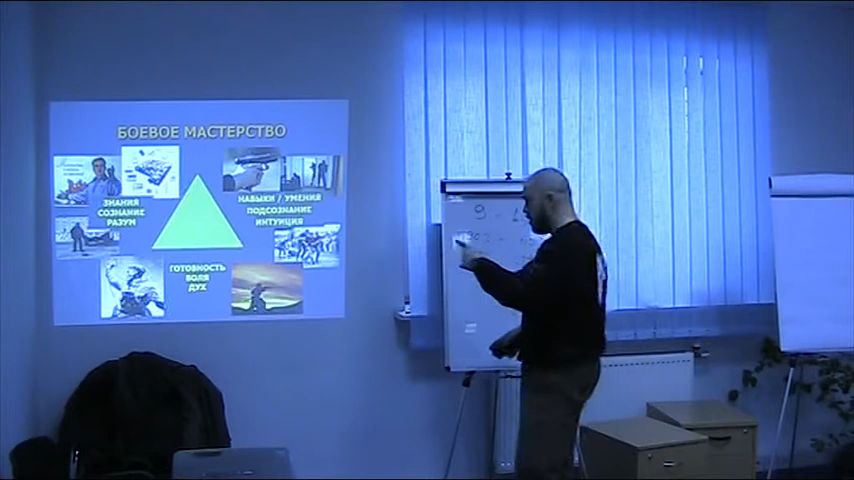 БОЕВОЕ МАСТЕРСТВО
ЗНАНИЯ
СОЗНАНИЕ
РАЗУМ
НАВЫКИ / УМЕНИЯ
ПОДСОЗНАНИЕ
ИНТУИЦИЯ
ГОТОВНОСТЬ
ВОЛЯ
ДУХ